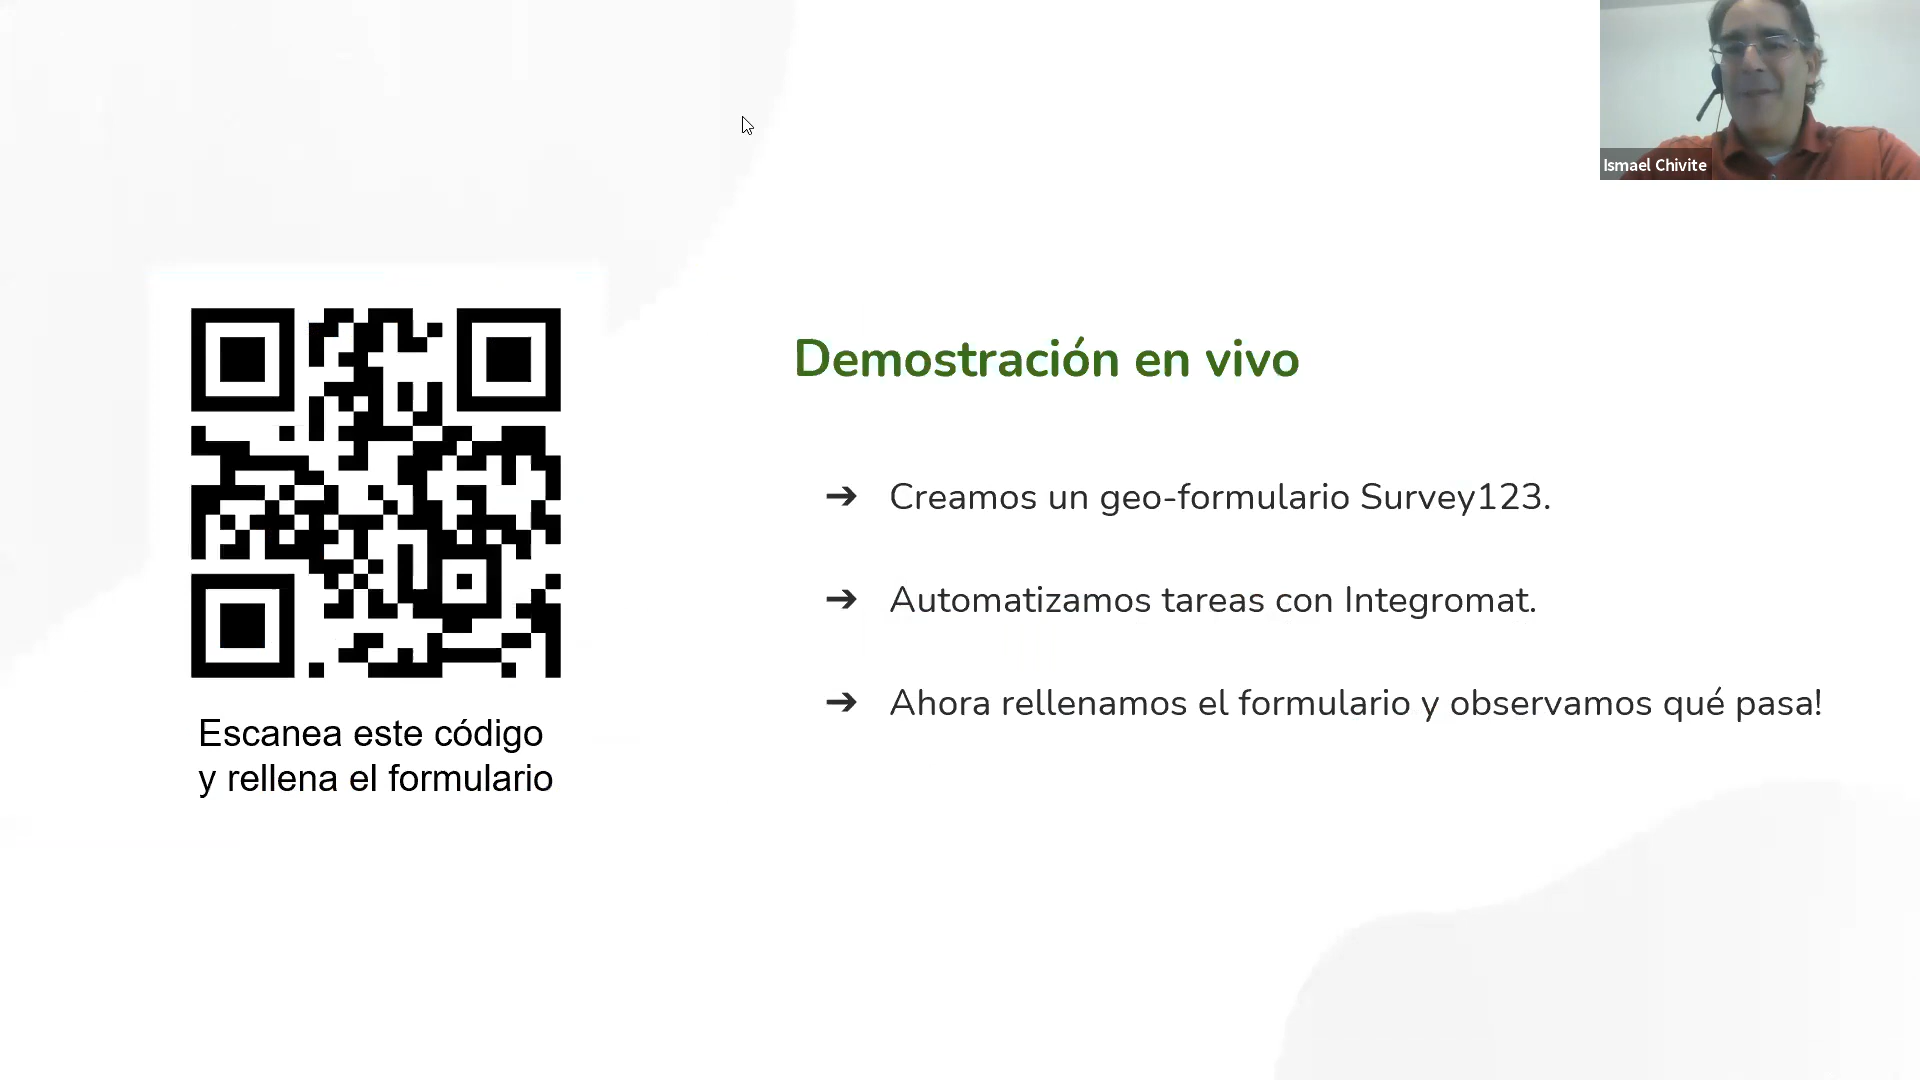 Ismael Chivite
Demostración en vivo
➔ Creamos un geo-formulario Survey123.
➔ Automatizamos tareas con Integromat.
➔ Ahora rellenamos el formulario y observamos qué pasa!
Escanea este código
y rellena el formulario